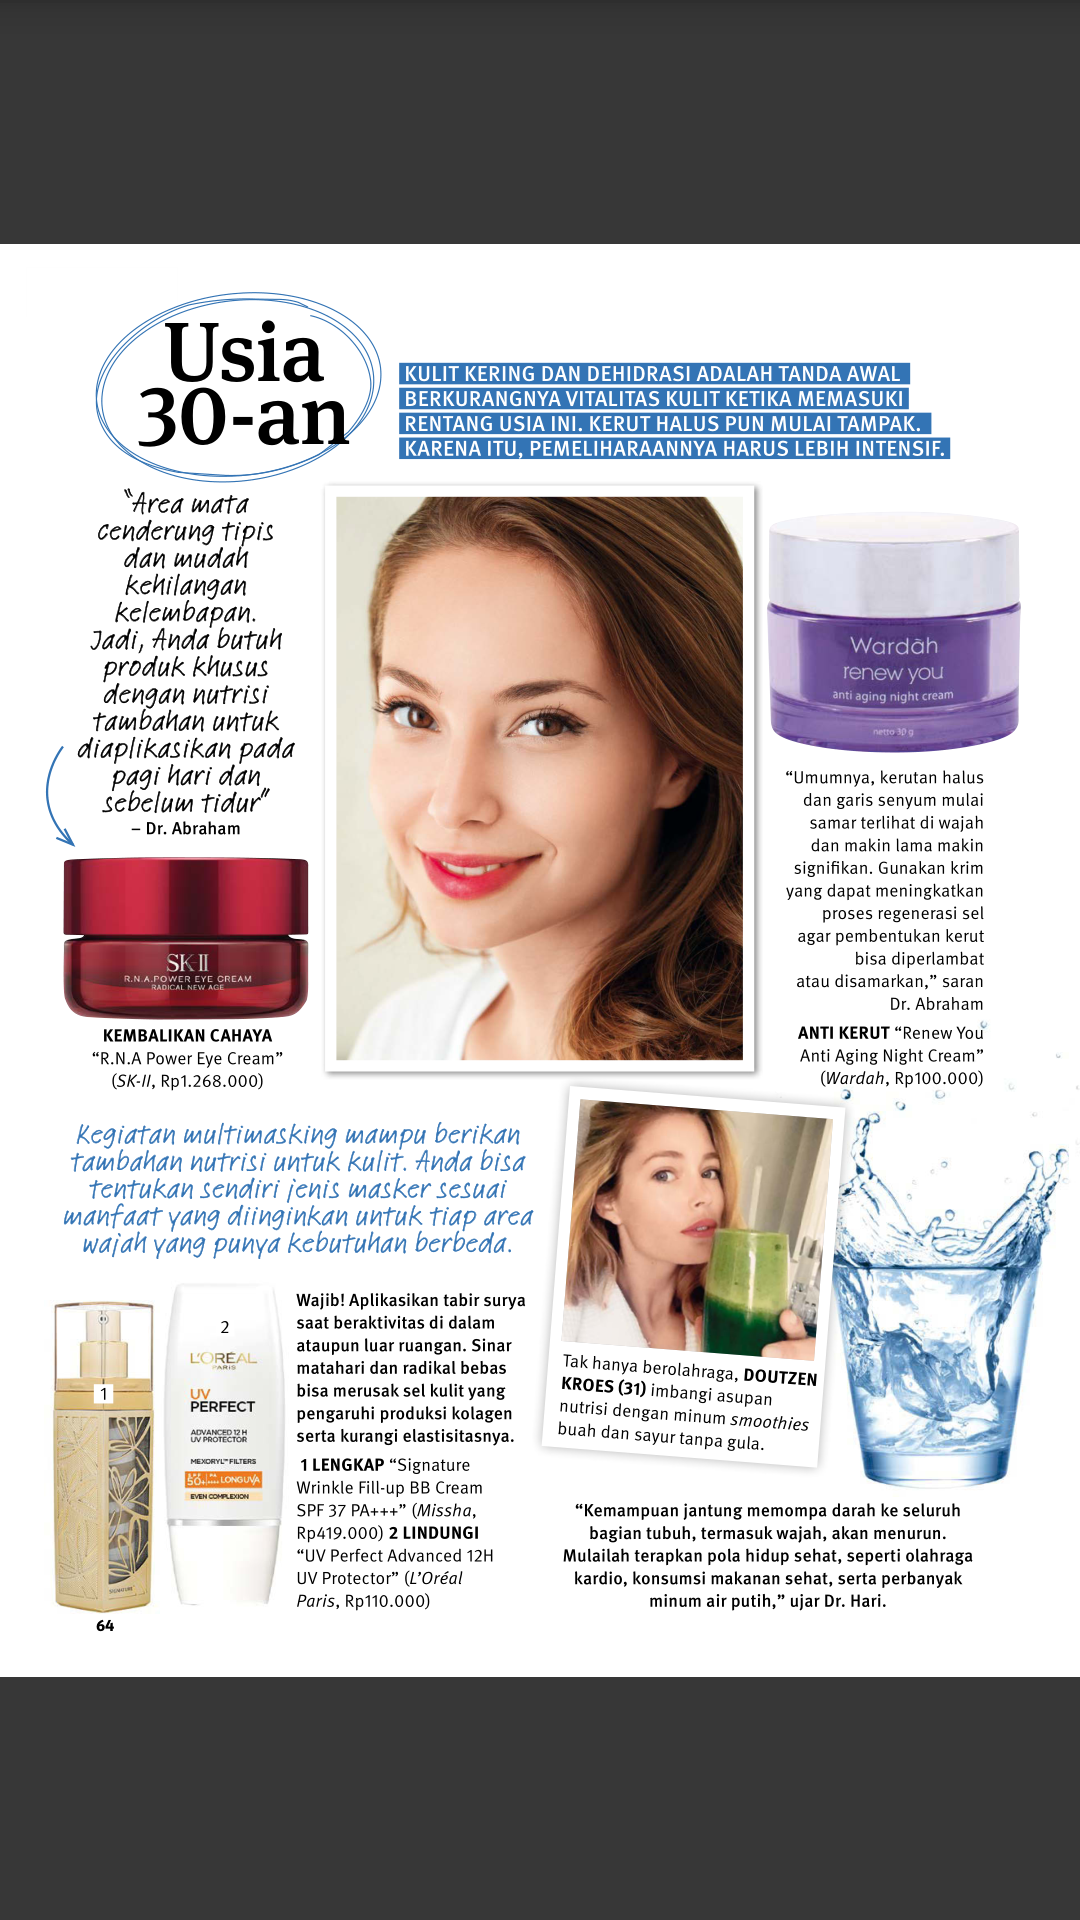 Usia
30-an
KULIT KERING DAN DEHIDRASI ADALAH TANDA AWAL
BERKURANGNYA VITALITAS KULIT KETIKA MEMASUKI
RENTANG USIA INI. KERUT HALUS PUN MULAI TAMPAK.
KARENA ITU, PEMELIHARAANNYA HARUS LEBIH INTENSIF.
“Area mata
cenderung tipis
dan mudah
kehilangan
kelembapan.
Jadi, Anda butuh
produk khusus
dengan nutrisi
tambahan untuk
diaplikasikan pada
pagi hari dan
sebelum tidur”
– Dr. Abraham
SK-II
R.N.A.POWER EYE CREAM
RADICAL NEW AGE
KEMBALIKAN CAHAYA
“R.N.A Power Eye Cream”
(SK-II, Rp1.268.000)
Wardah
renew you
anti aging night cream
netto 30 g
“Umumnya, kerutan halus
dan garis senyum mulai
samar terlihat di wajah
dan makin lama makin
signifikan. Gunakan krim
yang dapat meningkatkan
proses regenerasi sel
agar pembentukan kerut
bisa diperlambat
atau disamarkan,” saran
Dr. Abraham
ANTI KERUT “Renew You
Anti Aging Night Cream”
(Wardah, Rp100.000)
Kegiatan multimasking mampu berikan
tambahan nutrisi untuk kulit. Anda bisa
tentukan sendiri jenis masker sesuai
manfaat yang diinginkan untuk tiap area
wajah yang punya kebutuhan berbeda.
1
SIGNATURE
2
L'ORÉAL
PARIS
UV
PERFECT
ADVANCED 12 H
UV PROTECTOR
MEXORYL™ FILTERS
SPF 50+ PA++++ LONG UVA
EVEN COMPLEXION
Wajib! Aplikasikan tabir surya
saat beraktivitas di dalam
ataupun luar ruangan. Sinar
matahari dan radikal bebas
bisa merusak sel kulit yang
pengaruhi produksi kolagen
serta kurangi elastisitasnya.
1 LENGKAP “Signature
Wrinkle Fill-up BB Cream
SPF 37 PA+++” (Missha,
Rp419.000) 2 LINDUNGI
“UV Perfect Advanced 12H
UV Protector” (L’Oréal
Paris, Rp110.000)
Tak hanya berolahraga, DOUTZEN
KROES (31) imbangi asupan
nutrisi dengan minum smoothies
buah dan sayur tanpa gula.
“Kemampuan jantung memompa darah ke seluruh
bagian tubuh, termasuk wajah, akan menurun.
Mulailah terapkan pola hidup sehat, seperti olahraga
kardio, konsumsi makanan sehat, serta perbanyak
minum air putih,” ujar Dr. Hari.
64